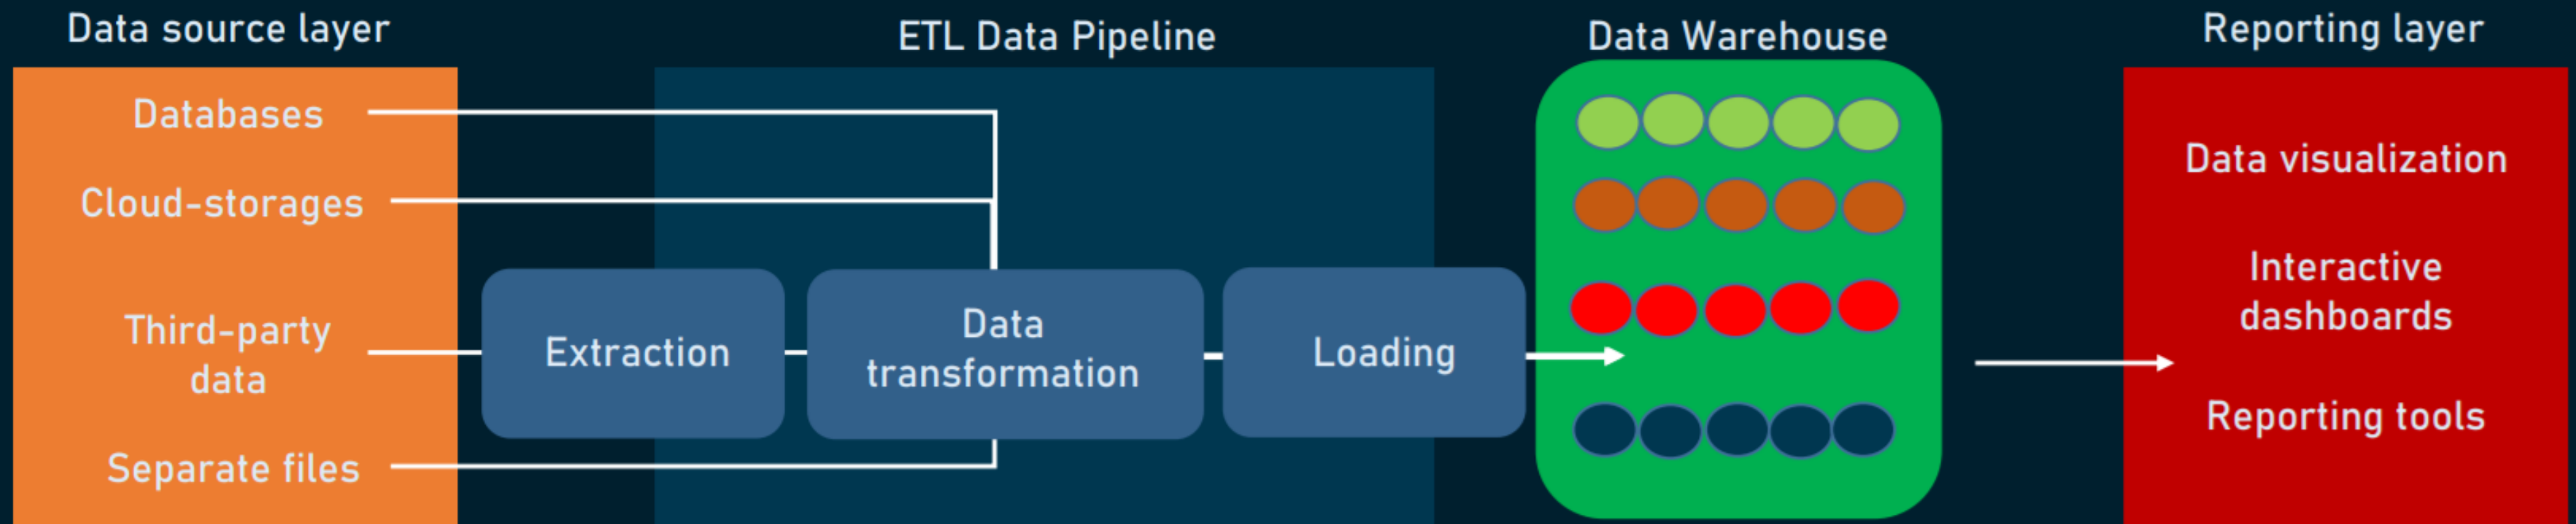 Data source layer
Databases
Cloud-storages
Third-party
data
Separate files
ETL Data Pipeline
Extraction
Data
transformation
Loading
Data Warehouse
Reporting layer
Data visualization
Interactive
dashboards
Reporting tools